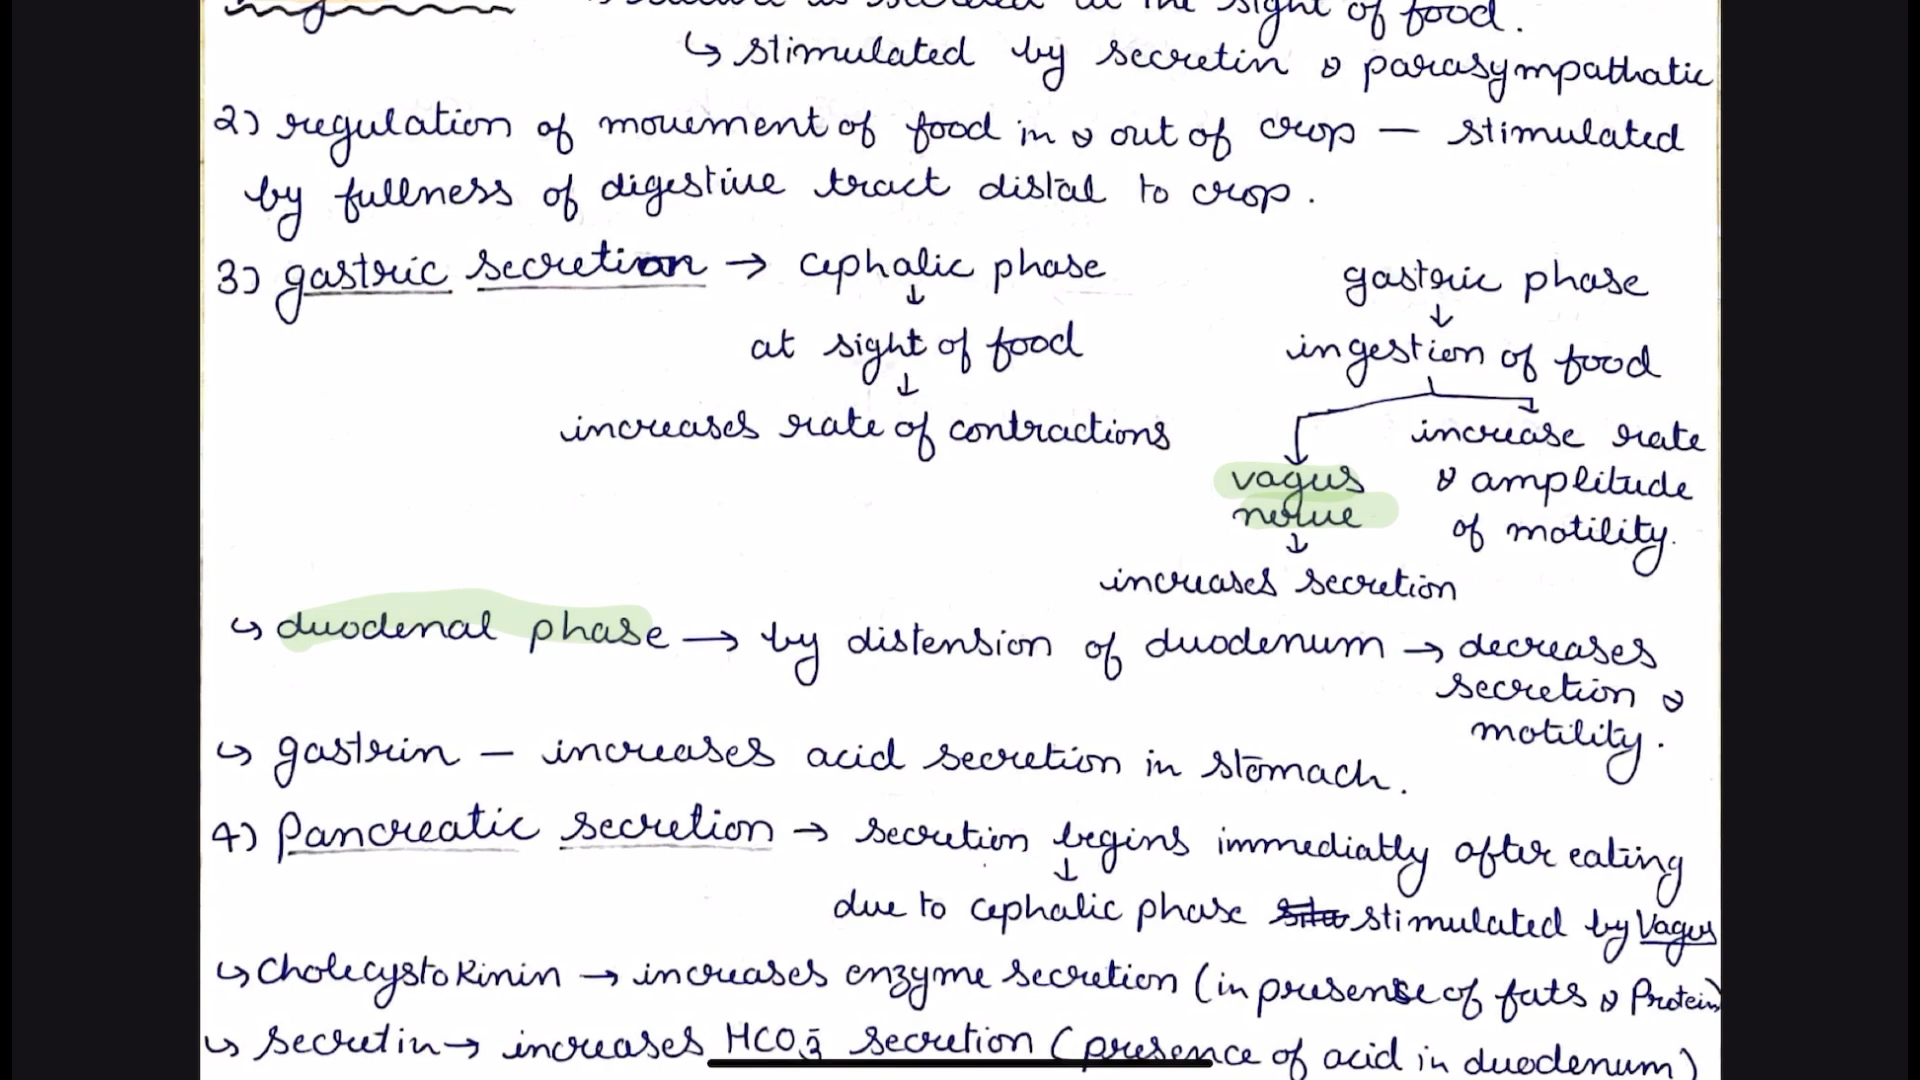 at the sight of food.
↳ stimulated by secretin & parasympathatic
2) regulation of movement of food in & out of crop — stimulated
by fullness of digestive tract distal to crop.
3) gastric secretion → cephalic phase gastric phase
↓ ↓
at sight of food ingestion of food
↓
increases rate of contractions increase rate
vagus & amplitude
nerve of motility.
↓
increases secretion
↳ duodenal phase → by distension of duodenum → decreases
secretion &
motility.
↳ gastrin — increases acid secretion in stomach.
4) Pancreatic secretion → secretion begins immediatly after eating
↓
due to cephalic phase stimulated by Vagus
↳ Cholecystokinin → increases enzyme secretion (in presense of fats & Protein)
↳ secretin → increases HCO₃⁻ secretion (presence of acid in duodenum)